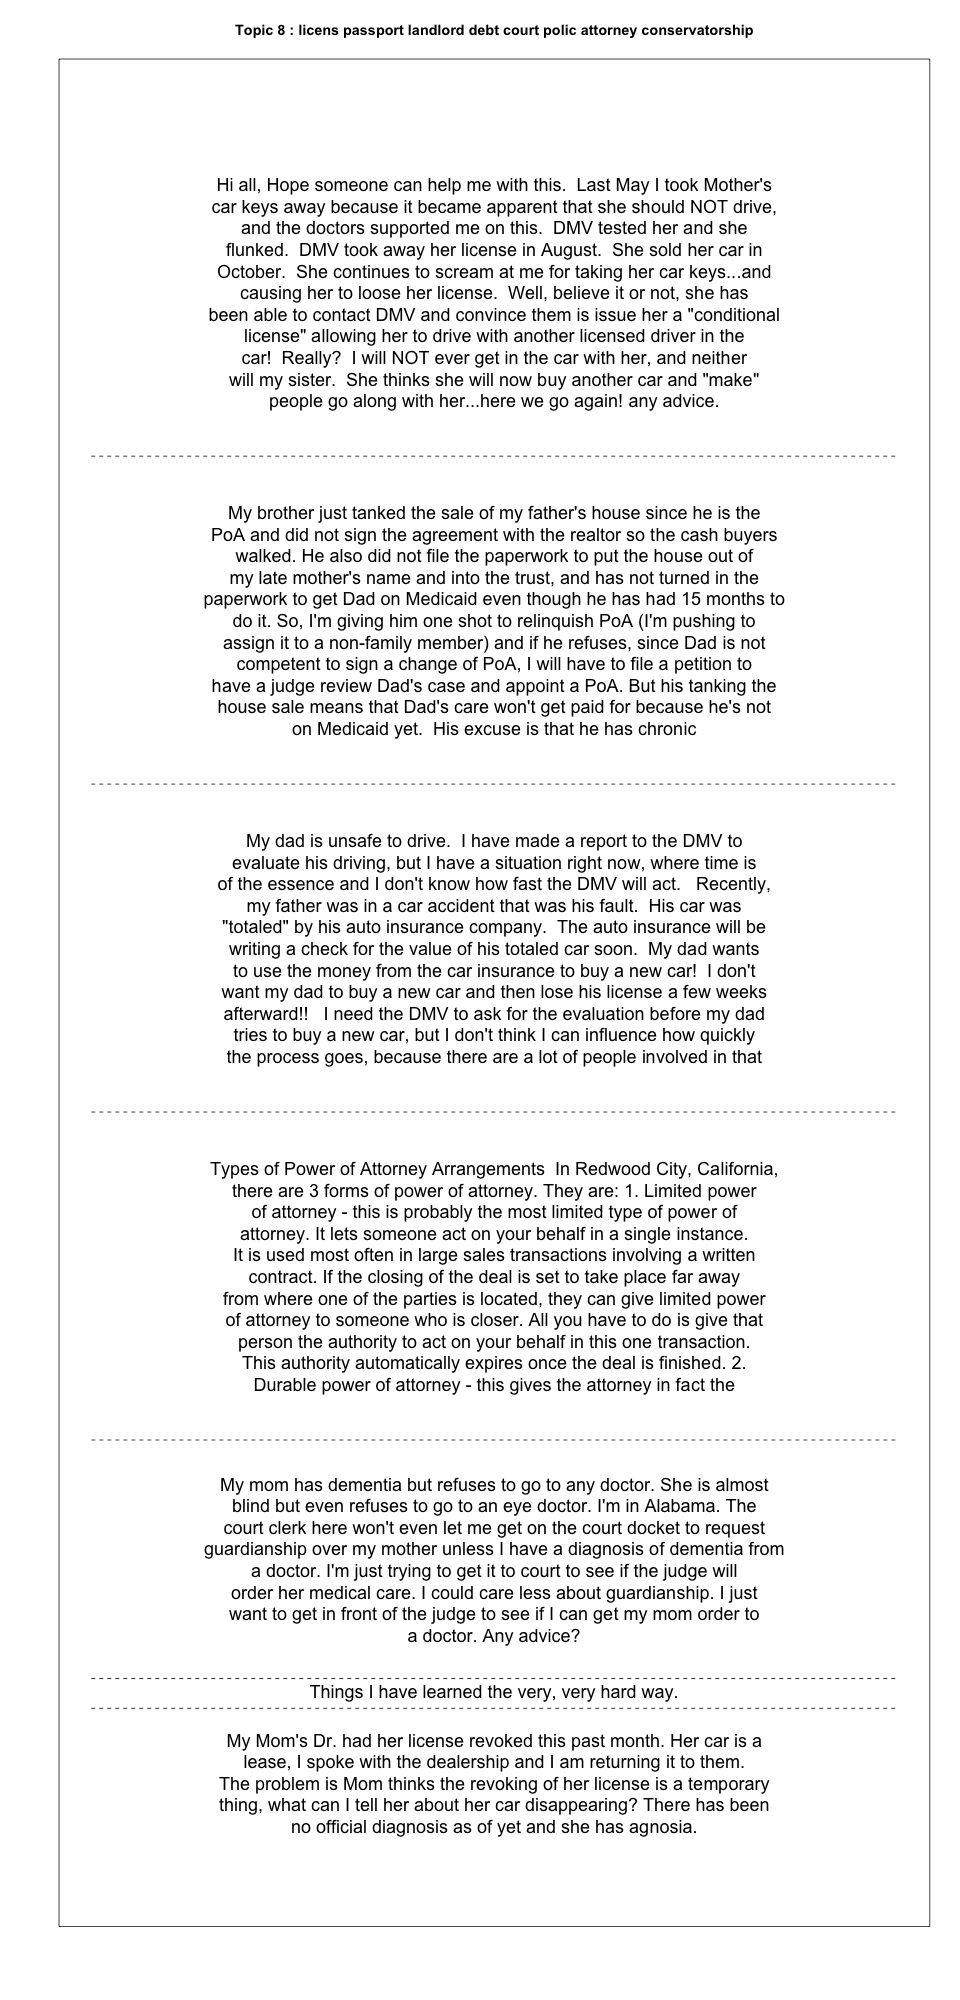 Topic 8 : licens passport landlord debt court polic attorney conservatorship
Hi all, Hope someone can help me with this.  Last May I took Mother's
car keys away because it became apparent that she should NOT drive,
and the doctors supported me on this.  DMV tested her and she
flunked.  DMV took away her license in August.  She sold her car in
October.  She continues to scream at me for taking her car keys...and
causing her to loose her license.  Well, believe it or not, she has
been able to contact DMV and convince them is issue her a "conditional
license" allowing her to drive with another licensed driver in the
car!  Really?  I will NOT ever get in the car with her, and neither
will my sister.  She thinks she will now buy another car and "make"
people go along with her...here we go again! any advice.
My brother just tanked the sale of my father's house since he is the
PoA and did not sign the agreement with the realtor so the cash buyers
walked. He also did not file the paperwork to put the house out of
my late mother's name and into the trust, and has not turned in the
paperwork to get Dad on Medicaid even though he has had 15 months to
do it. So, I'm giving him one shot to relinquish PoA (I'm pushing to
assign it to a non-family member) and if he refuses, since Dad is not
competent to sign a change of PoA, I will have to file a petition to
have a judge review Dad's case and appoint a PoA. But his tanking the
house sale means that Dad's care won't get paid for because he's not
on Medicaid yet.  His excuse is that he has chronic
My dad is unsafe to drive.  I have made a report to the DMV to
evaluate his driving, but I have a situation right now, where time is
of the essence and I don't know how fast the DMV will act.   Recently,
my father was in a car accident that was his fault.  His car was
"totaled" by his auto insurance company.  The auto insurance will be
writing a check for the value of his totaled car soon.  My dad wants
to use the money from the car insurance to buy a new car!  I don't
want my dad to buy a new car and then lose his license a few weeks
afterward!!   I need the DMV to ask for the evaluation before my dad
tries to buy a new car, but I don't think I can influence how quickly
the process goes, because there are a lot of people involved in that
Types of Power of Attorney Arrangements  In Redwood City, California,
there are 3 forms of power of attorney. They are: 1. Limited power
of attorney - this is probably the most limited type of power of
attorney. It lets someone act on your behalf in a single instance.
It is used most often in large sales transactions involving a written
contract. If the closing of the deal is set to take place far away
from where one of the parties is located, they can give limited power
of attorney to someone who is closer. All you have to do is give that
person the authority to act on your behalf in this one transaction.
This authority automatically expires once the deal is finished. 2.
Durable power of attorney - this gives the attorney in fact the
My mom has dementia but refuses to go to any doctor. She is almost
blind but even refuses to go to an eye doctor. I'm in Alabama. The
court clerk here won't even let me get on the court docket to request
guardianship over my mother unless I have a diagnosis of dementia from
a doctor. I'm just trying to get it to court to see if the judge will
order her medical care. I could care less about guardianship. I just
want to get in front of the judge to see if I can get my mom order to
a doctor. Any advice?
Things I have learned the very, very hard way.
My Mom's Dr. had her license revoked this past month. Her car is a
lease, I spoke with the dealership and I am returning it to them.
The problem is Mom thinks the revoking of her license is a temporary
thing, what can I tell her about her car disappearing? There has been
no official diagnosis as of yet and she has agnosia.